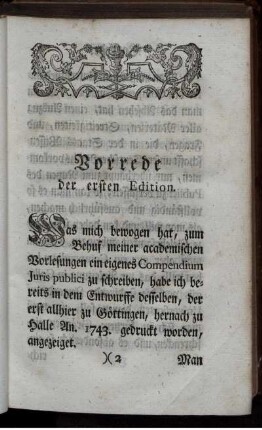 Vorrede
der ersten Edition.
Was mich bewogen hat, zum
Behuf meiner academischen
Vorlesungen ein eigenes Compendium
Juris publici zu schreiben, habe ich be-
reits in dem Entwurffe desselben, der
erst allhier zu Göttingen, hernach zu
Halle An. 1743. gedruckt worden,
angezeiget.
)( 2 Man